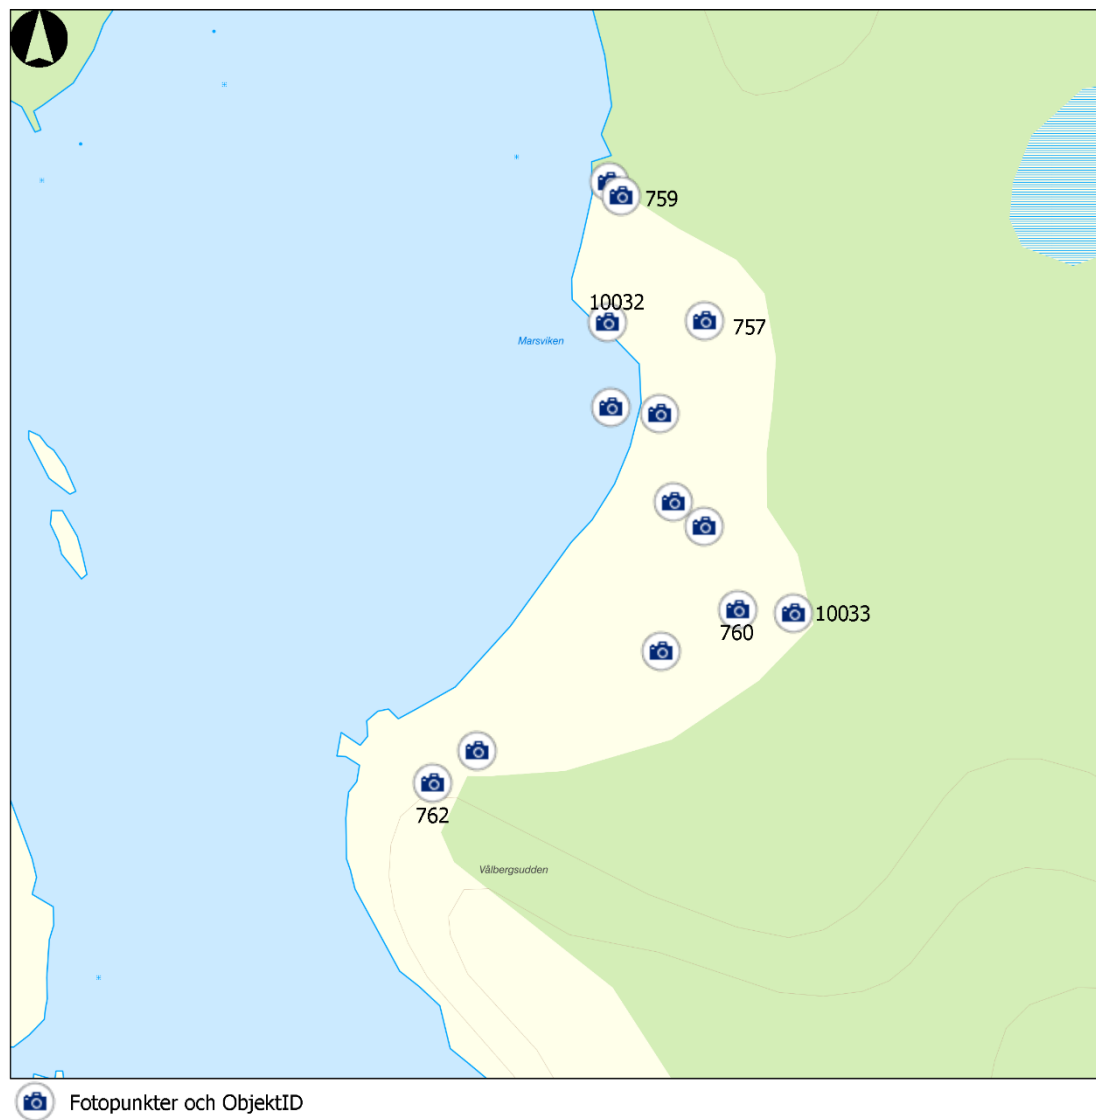 759
10032
757
Marsviken
10033
760
762
Vålbergsudden
Fotopunkter och ObjektID